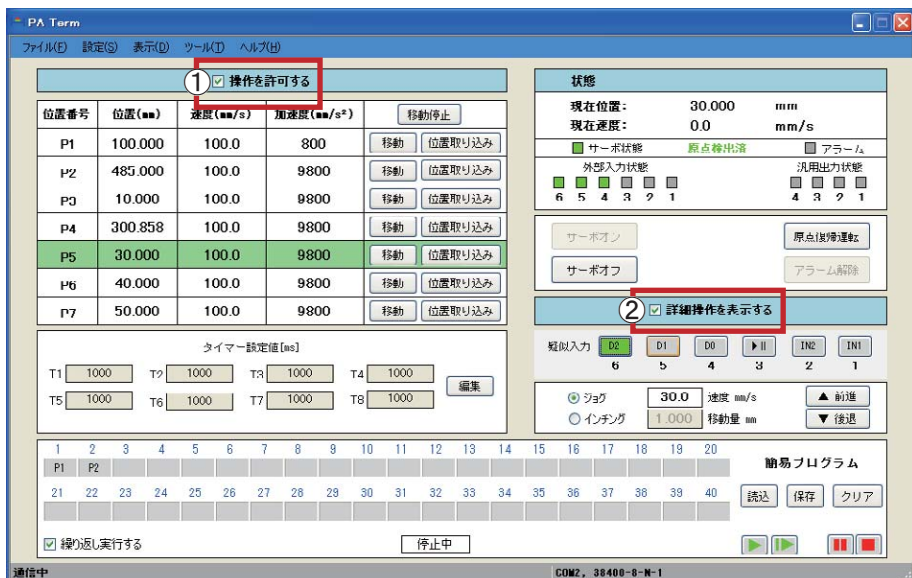 PA Term
ファイル(F) 設定(S) 表示(D) ツール(T) ヘルプ(H)
① 操作を許可する
位置番号 位置(mm) 速度(mm/s) 加速度(mm/s²) 移動停止
P1 100.000 100.0 800 移動 位置取り込み
P2 485.000 100.0 9800 移動 位置取り込み
P3 10.000 100.0 9800 移動 位置取り込み
P4 300.858 100.0 9800 移動 位置取り込み
P5 30.000 100.0 9800 移動 位置取り込み
P6 40.000 100.0 9800 移動 位置取り込み
P7 50.000 100.0 9800 移動 位置取り込み
タイマー設定値[ms]
T1 1000 T2 1000 T3 1000 T4 1000
T5 1000 T6 1000 T7 1000 T8 1000
編集
状態
現在位置: 30.000 mm
現在速度: 0.0 mm/s
サーボ状態 原点検出済 アラーム
外部入力状態 汎用出力状態
6 5 4 3 2 1 4 3 2 1
サーボオン 原点復帰運転
サーボオフ アラーム解除
② 詳細操作を表示する
疑似入力 D2 D1 D0 ▶II IN2 IN1
6 5 4 3 2 1
ジョグ 30.0 速度 mm/s ▲ 前進
インチング 1.000 移動量 mm ▼ 後退
1 2 3 4 5 6 7 8 9 10 11 12 13 14 15 16 17 18 19 20
P1 P2
簡易プログラム
21 22 23 24 25 26 27 28 29 30 31 32 33 34 35 36 37 38 39 40
読込 保存 クリア
繰り返し実行する 停止中
通信中 COM2, 38400-8-N-1